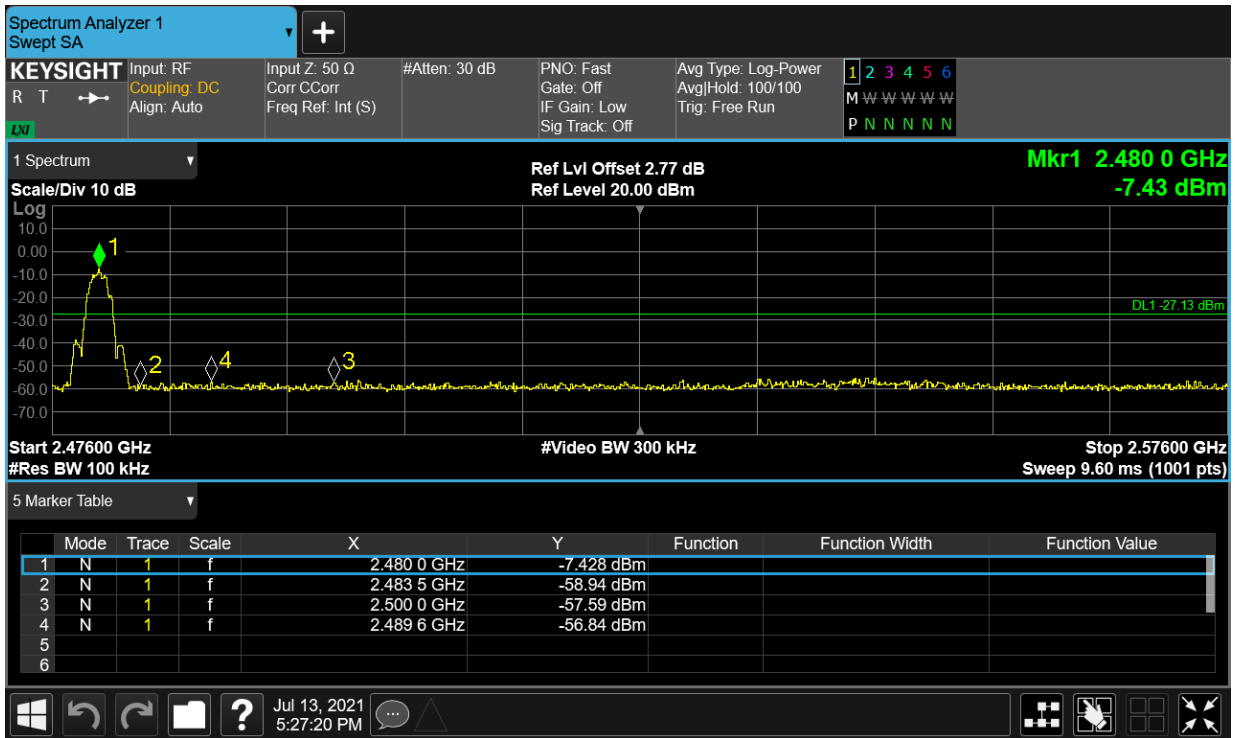 Spectrum Analyzer 1
Swept SA
KEYSIGHT
R T
LXI
Input: RF
Coupling: DC
Align: Auto
Input Z: 50 Ω
Corr CCorr
Freq Ref: Int (S)
#Atten: 30 dB
PNO: Fast
Gate: Off
IF Gain: Low
Sig Track: Off
Avg Type: Log-Power
Avg|Hold: 100/100
Trig: Free Run
1 2 3 4 5 6
M W W W W W
P N N N N N
1 Spectrum
Scale/Div 10 dB
Ref Lvl Offset 2.77 dB
Ref Level 20.00 dBm
Mkr1 2.480 0 GHz
-7.43 dBm
Log
10.0
0.00
-10.0
-20.0
-30.0
-40.0
-50.0
-60.0
-70.0
1
2
4
3
DL1 -27.13 dBm
Start 2.47600 GHz
#Res BW 100 kHz
#Video BW 300 kHz
Stop 2.57600 GHz
Sweep 9.60 ms (1001 pts)
5 Marker Table
Mode Trace Scale X Y Function Function Width Function Value
1 N 1 f 2.480 0 GHz -7.428 dBm
2 N 1 f 2.483 5 GHz -58.94 dBm
3 N 1 f 2.500 0 GHz -57.59 dBm
4 N 1 f 2.489 6 GHz -56.84 dBm
5
6
?
Jul 13, 2021
5:27:20 PM